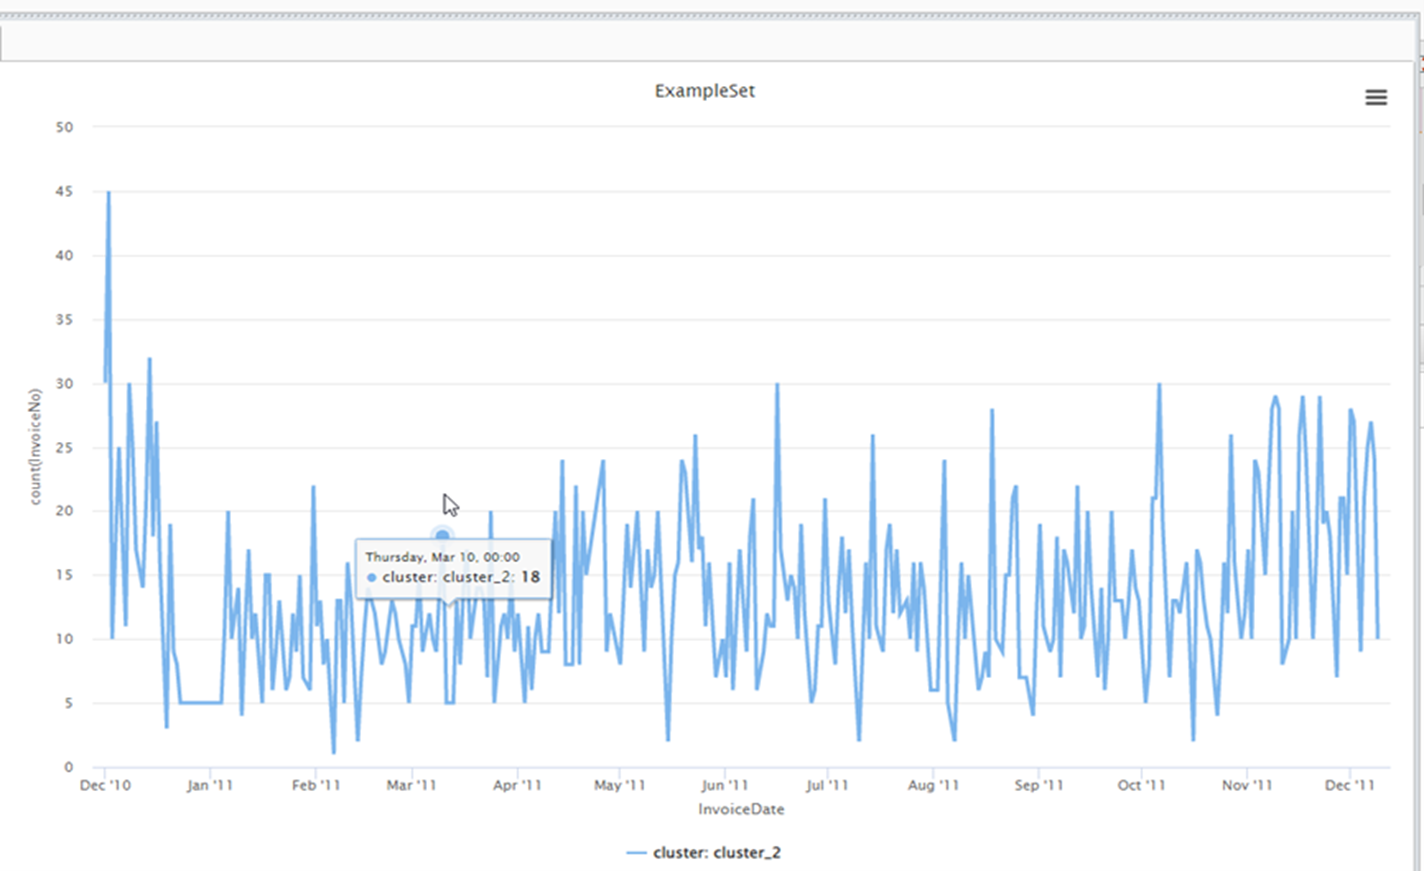 ExampleSet
50
45
40
35
30
25
20
15
10
5
0
count(InvoiceNo)
Thursday, Mar 10, 00:00
cluster: cluster_2: 18
Dec '10 Jan '11 Feb '11 Mar '11 Apr '11 May '11 Jun '11 Jul '11 Aug '11 Sep '11 Oct '11 Nov '11 Dec '11
InvoiceDate
cluster: cluster_2